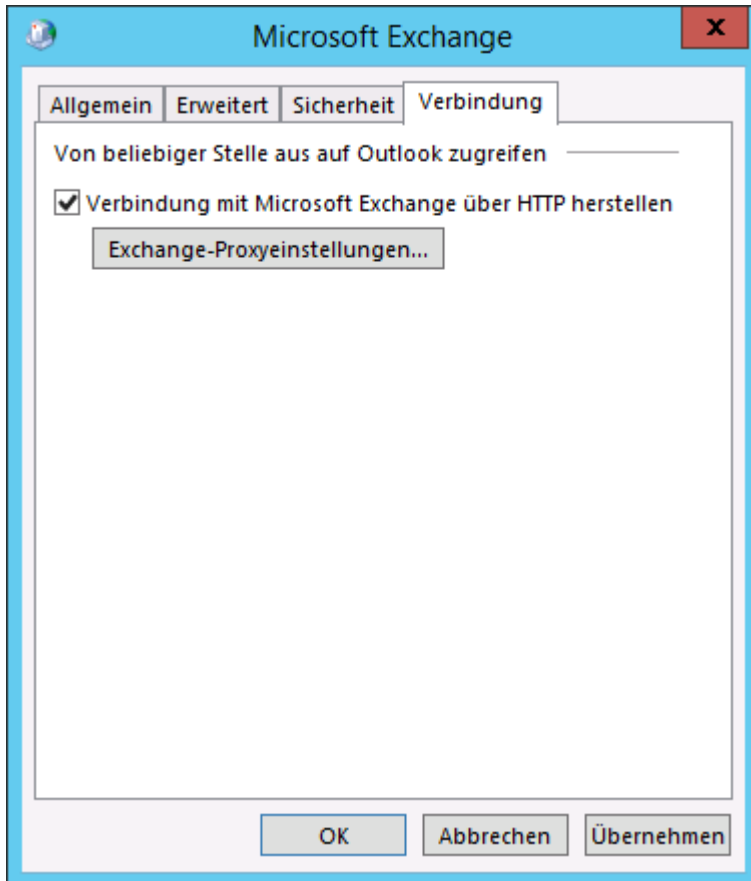 Microsoft Exchange
x
Allgemein Erweitert Sicherheit Verbindung
Von beliebiger Stelle aus auf Outlook zugreifen
Verbindung mit Microsoft Exchange über HTTP herstellen
Exchange-Proxyeinstellungen...
OK Abbrechen Übernehmen